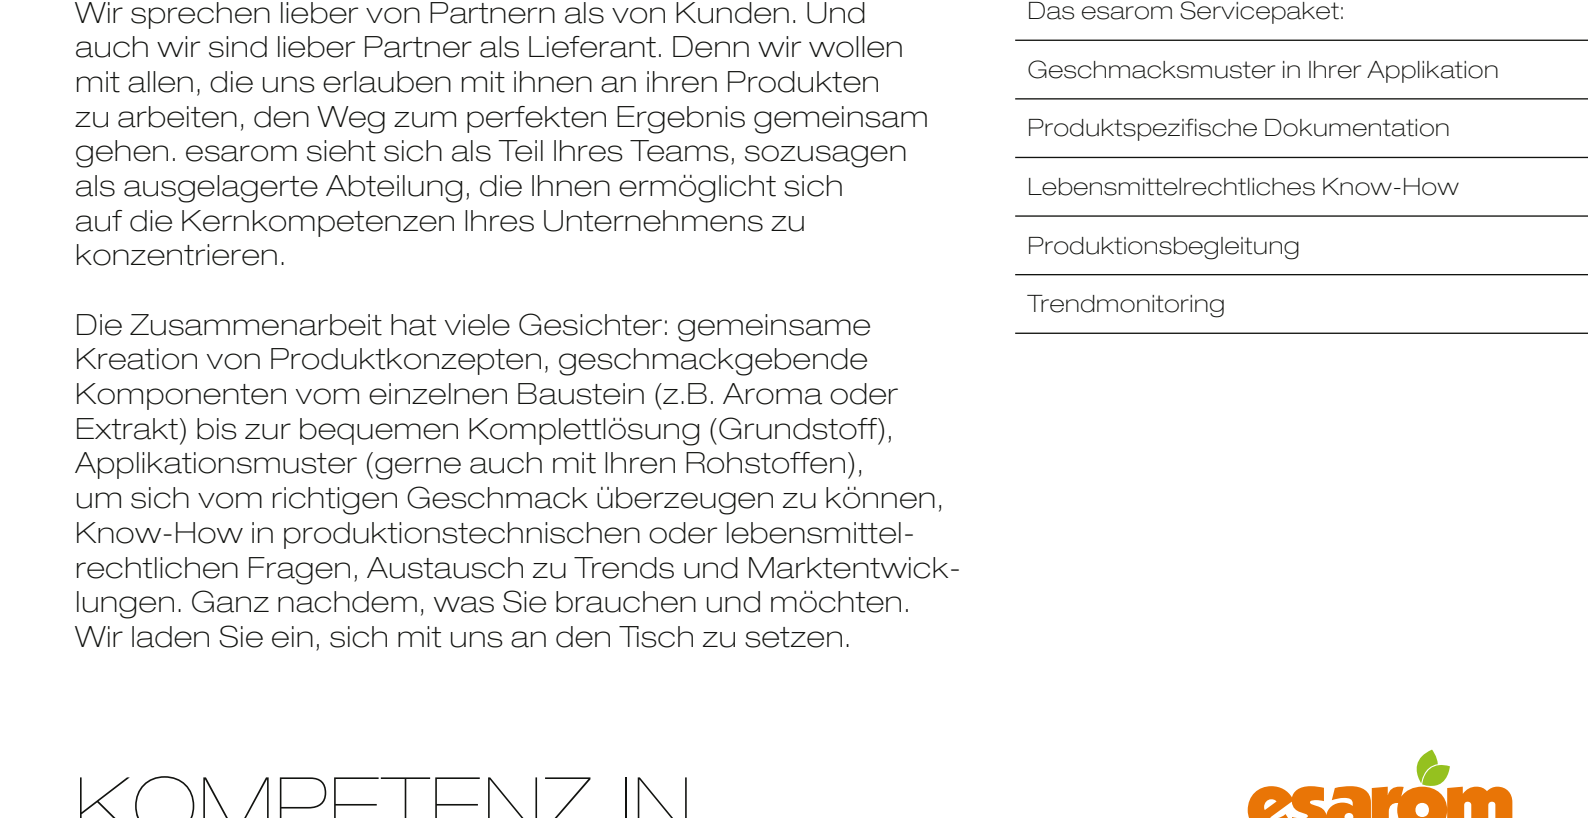 Wir sprechen lieber von Partnern als von Kunden. Und
auch wir sind lieber Partner als Lieferant. Denn wir wollen
mit allen, die uns erlauben mit ihnen an ihren Produkten
zu arbeiten, den Weg zum perfekten Ergebnis gemeinsam
gehen. esarom sieht sich als Teil Ihres Teams, sozusagen
als ausgelagerte Abteilung, die Ihnen ermöglicht sich
auf die Kernkompetenzen Ihres Unternehmens zu
konzentrieren.
Die Zusammenarbeit hat viele Gesichter: gemeinsame
Kreation von Produktkonzepten, geschmackgebende
Komponenten vom einzelnen Baustein (z.B. Aroma oder
Extrakt) bis zur bequemen Komplettlösung (Grundstoff),
Applikationsmuster (gerne auch mit Ihren Rohstoffen),
um sich vom richtigen Geschmack überzeugen zu können,
Know-How in produktionstechnischen oder lebensmittel-
rechtlichen Fragen, Austausch zu Trends und Marktentwick-
lungen. Ganz nachdem, was Sie brauchen und möchten.
Wir laden Sie ein, sich mit uns an den Tisch zu setzen.
Das esarom Servicepaket:
Geschmacksmuster in Ihrer Applikation
Produktspezifische Dokumentation
Lebensmittelrechtliches Know-How
Produktionsbegleitung
Trendmonitoring
KOMPETENZ IN
esarom